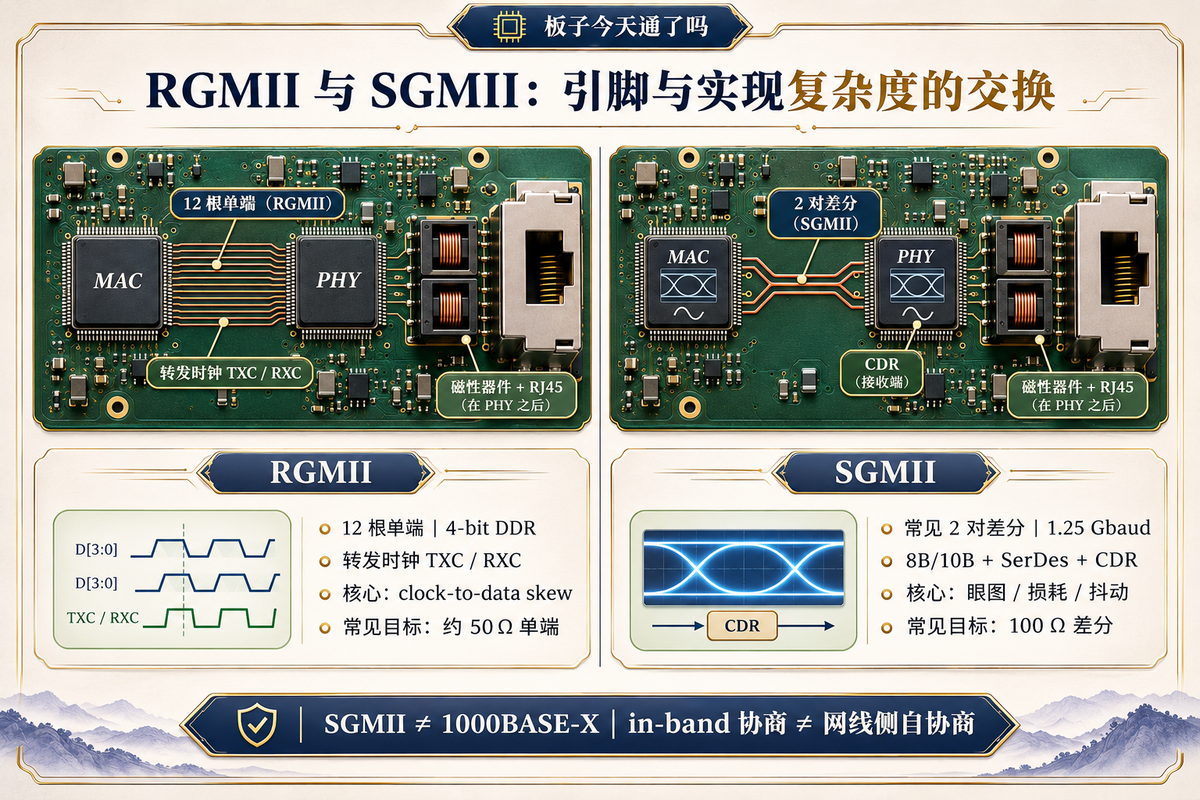 板子今天通了吗
RGMII 与 SGMII：引脚与实现复杂度的交换
12 根单端（RGMII）
MAC
PHY
转发时钟 TXC / RXC
磁性器件 + RJ45
（在 PHY 之后）
2 对差分
（SGMII）
MAC
PHY
CDR
（接收端）
磁性器件 + RJ45
（在 PHY 之后）
RGMII
D[3:0]
D[3:0]
TXC / RXC
12 根单端 | 4-bit DDR
转发时钟 TXC / RXC
核心：clock-to-data skew
常见目标：约 50 Ω 单端
SGMII
CDR
常见 2 对差分 | 1.25 Gbaud
8B/10B + SerDes + CDR
核心：眼图 / 损耗 / 抖动
常见目标：100 Ω 差分
SGMII ≠ 1000BASE-X | in-band 协商 ≠ 网线侧自协商